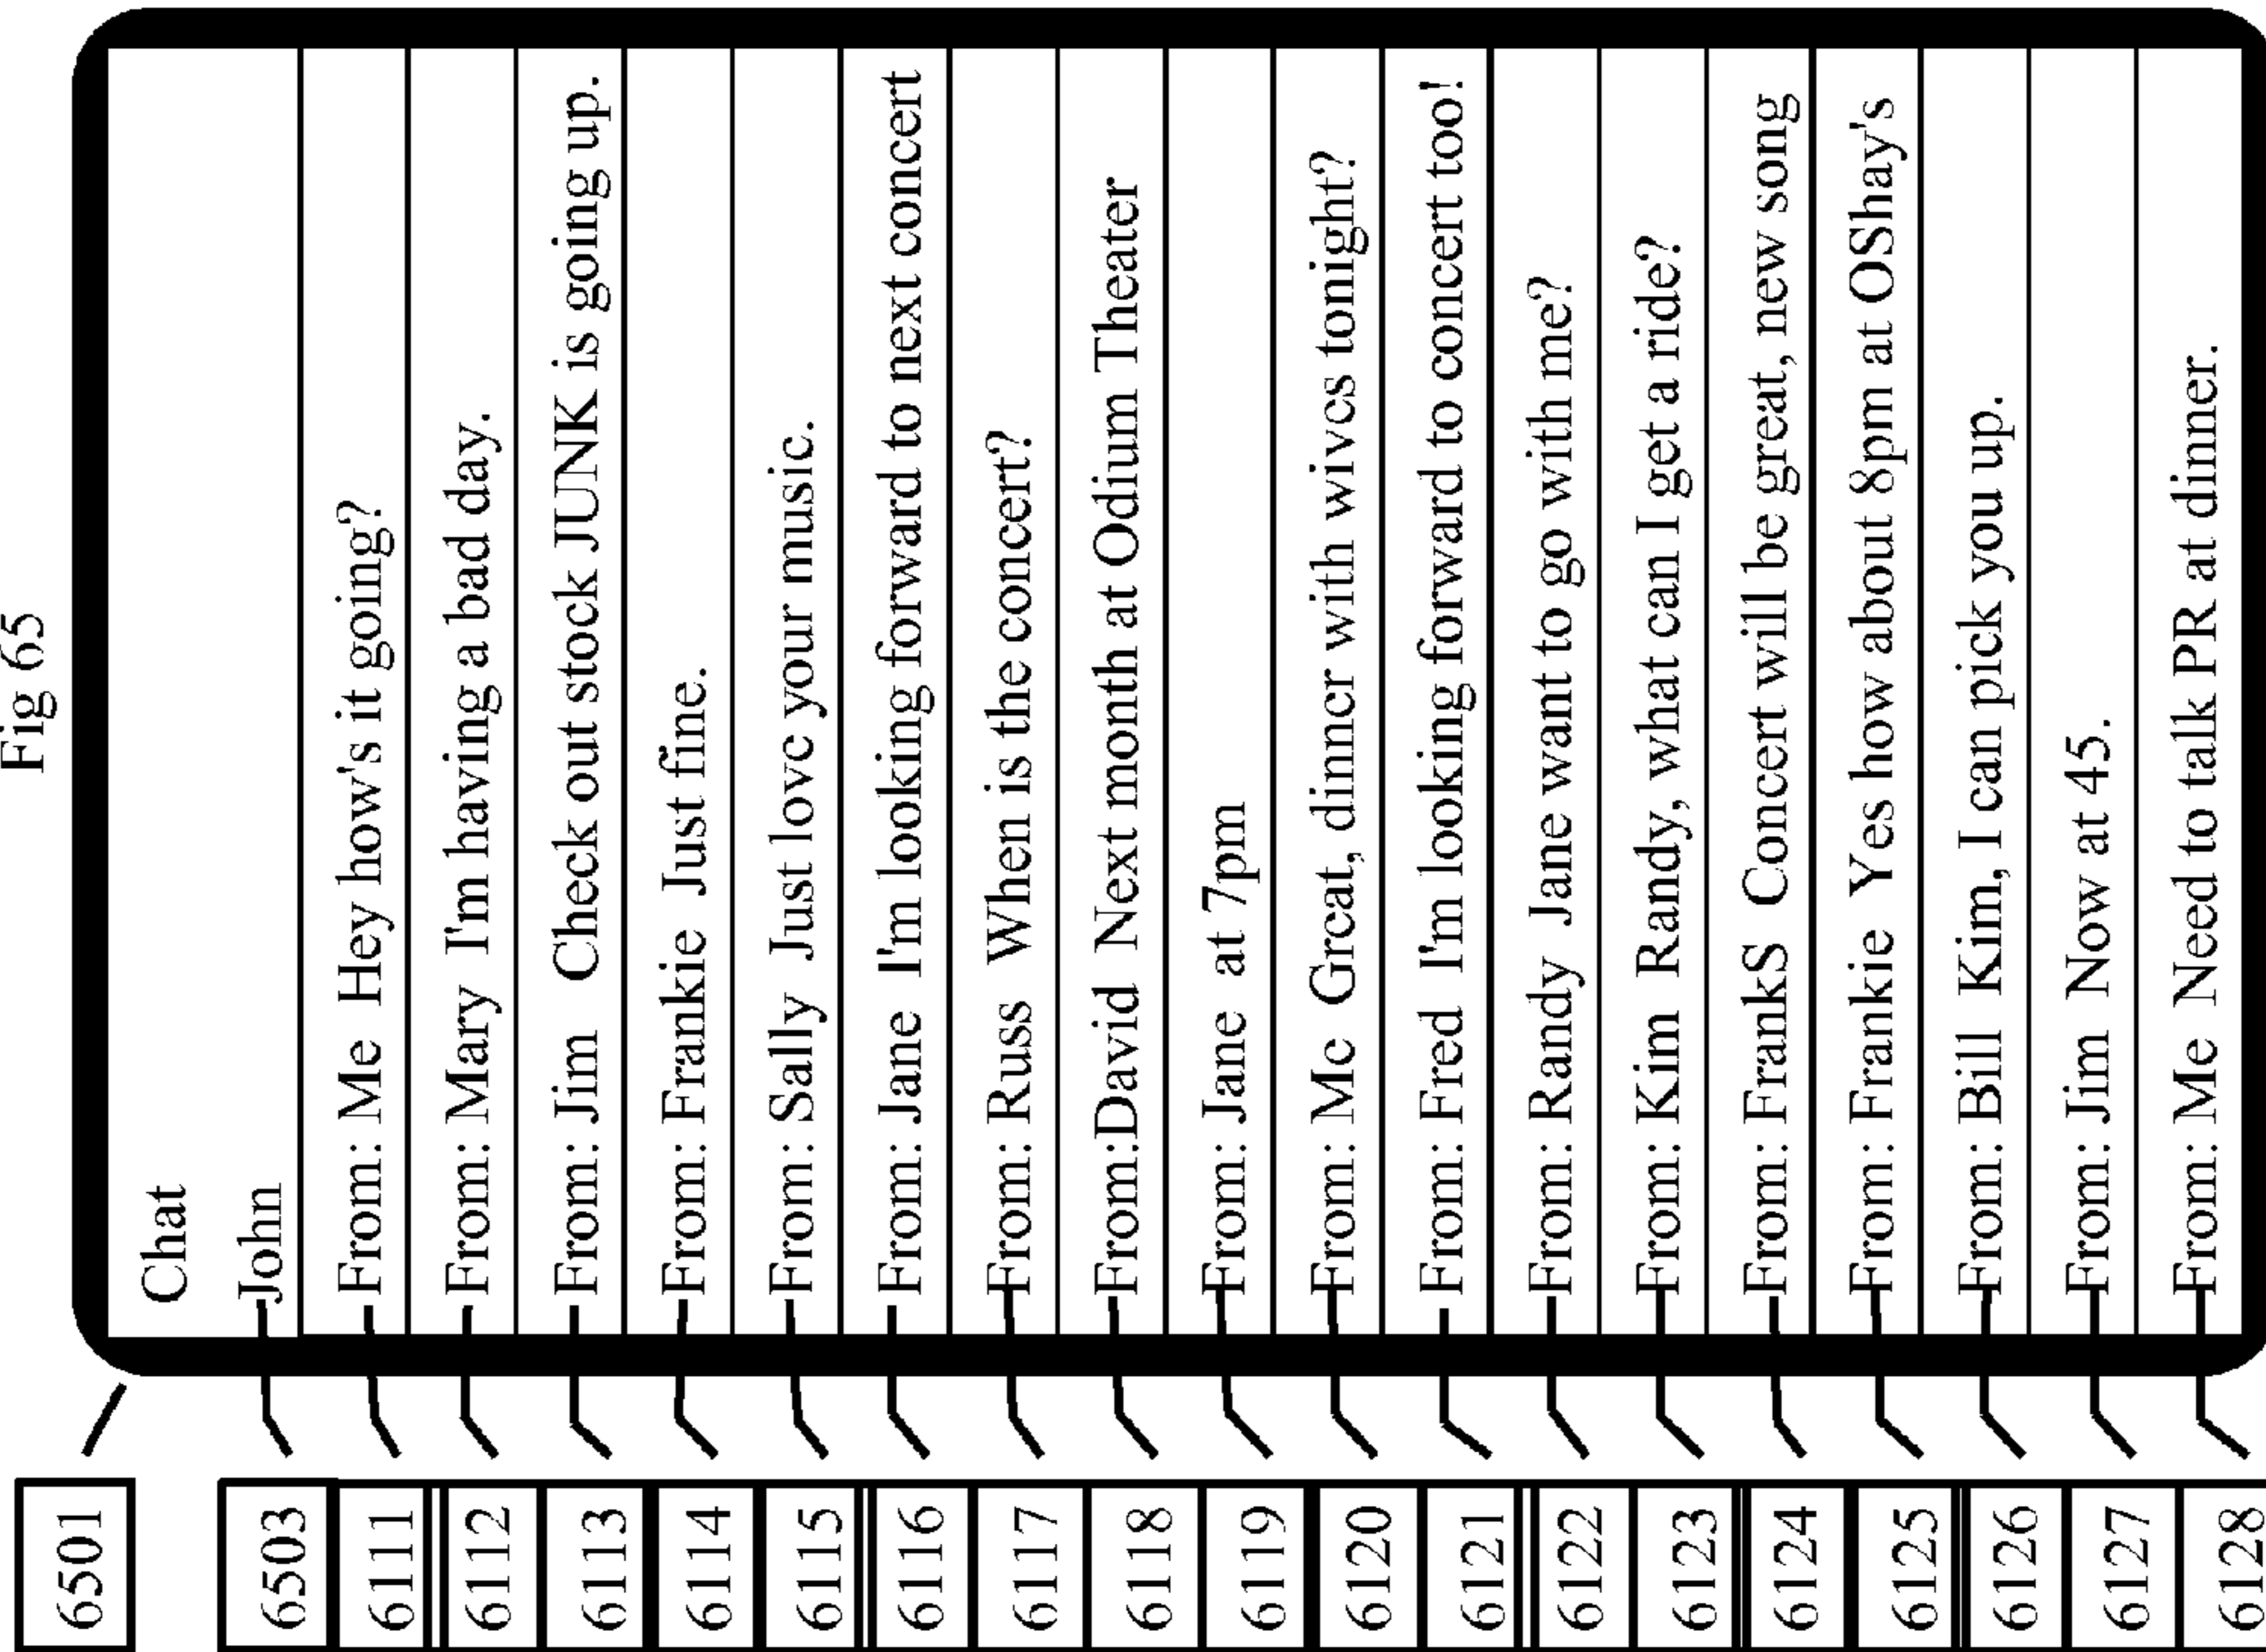 Fig 65
6501
Chat
6503 John
6111 From: Me Hey how's it going?
6112 From: Mary I'm having a bad day.
6113 From: Jim Check out stock JUNK is going up.
6114 From: Frankie Just fine.
6115 From: Sally Just love your music.
6116 From: Jane I'm looking forward to next concert
6117 From: Russ When is the concert?
6118 From:David Next month at Odium Theater
6119 From: Jane at 7pm
6120 From: Me Great, dinner with wives tonight?
6121 From: Fred I'm looking forward to concert too!
6122 From: Randy Jane want to go with me?
6123 From: Kim Randy, what can I get a ride?
6124 From: FrankS Concert will be great, new song
6125 From: Frankie Yes how about 8pm at OShay's
6126 From: Bill Kim, I can pick you up.
6127 From: Jim Now at 45.
6128 From: Me Need to talk PR at dinner.